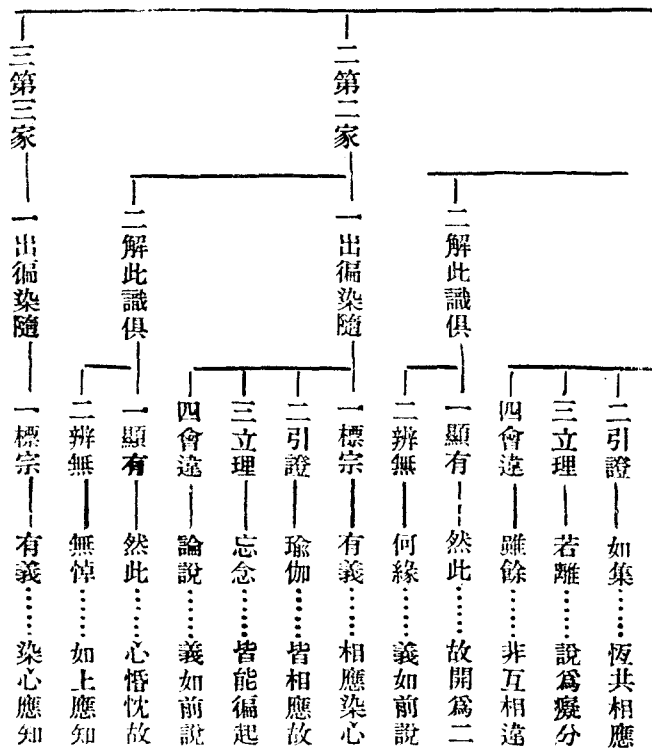 二引證——如集……恆共相應
三立理——若離……說爲癡分
四會違——雖餘……非互相違
二解此識俱——一顯有——然此……故開爲二
二辨無——何緣……義如前說
二第二家——一出徧染隨——一標宗——有義……相應染心
二引證——瑜伽……皆相應故
三立理——忘念……皆能徧起
四會違——論說……義如前說
二解此識俱——一顯有——然此……心惛忱故
二辨無——無悼……如上應知
三第三家——一出徧染隨——一標宗——有義……染心應知